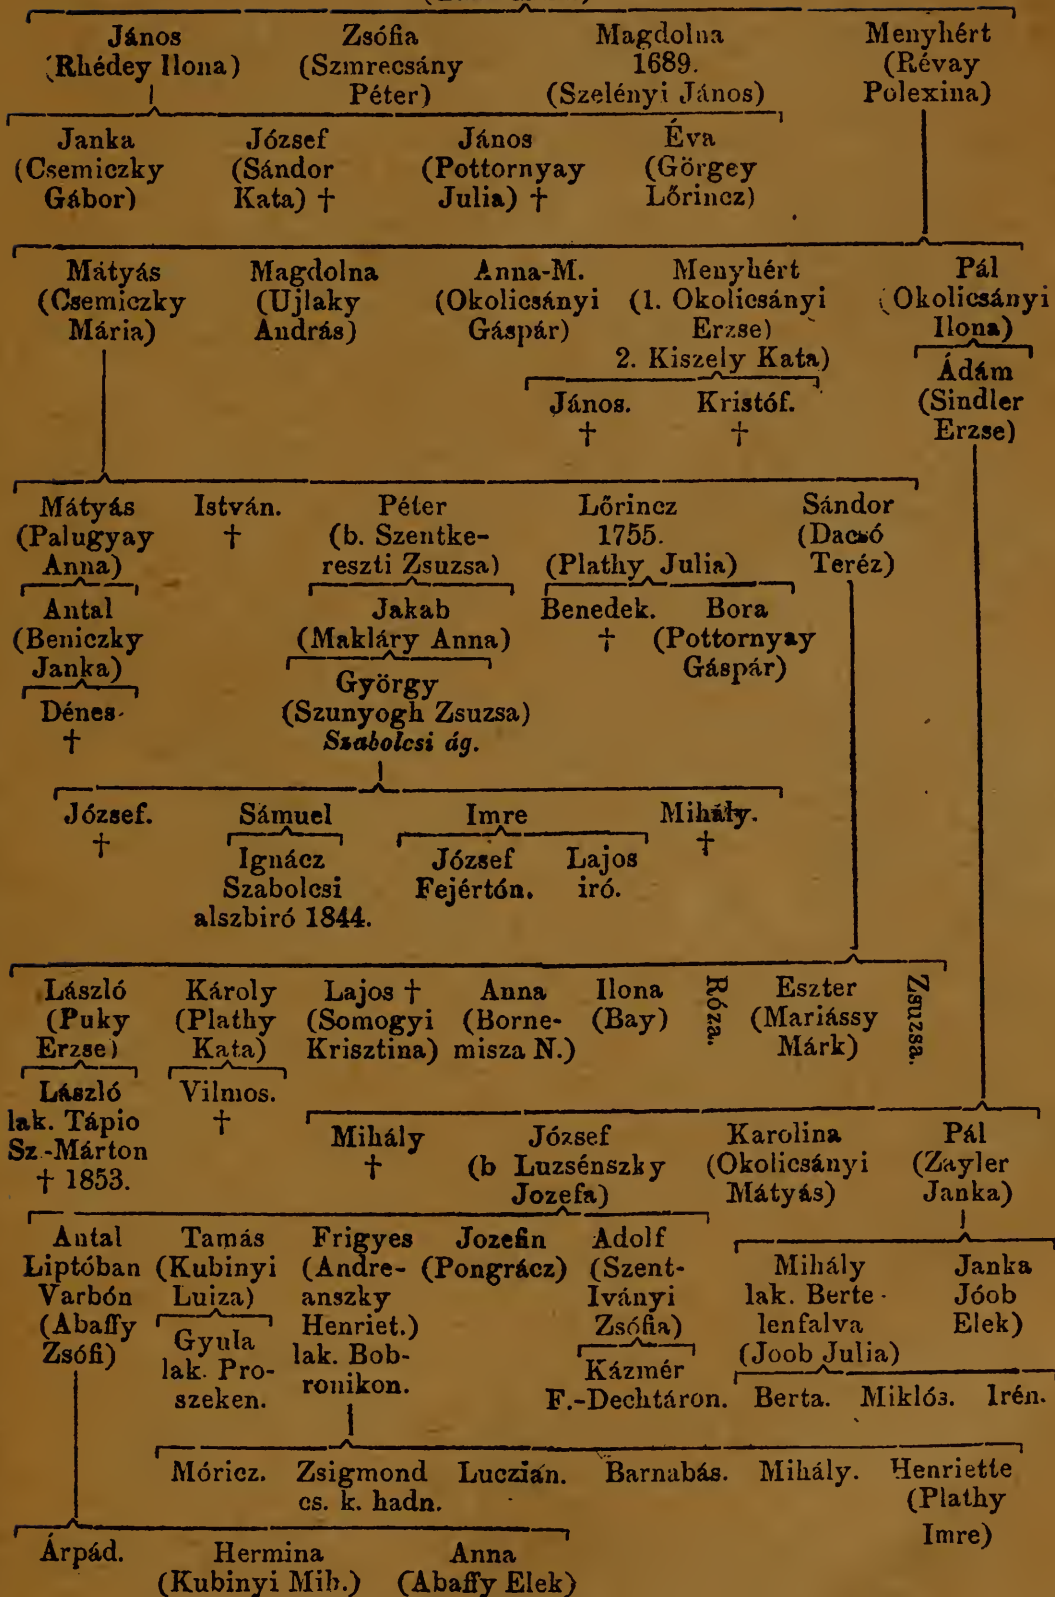 János Zsófia Magdolna Menyhért
(Rhédey Ilona) (Szmrecsány 1689. (Révay
Péter) (Szelényi János) Polexina)
Janka József János Éva
(Csemiczky (Sándor (Pottornyay (Görgey
Gábor) Kata) † Julia) † Lőrincz)
Mátyás Magdolna Anna-M. Menyhért Pál
(Csemiczky (Ujlaky (Okolicsányi (1. Okolicsányi (Okolicsányi
Mária) András) Gáspár) Erzse) Ilona)
2. Kiszely Kata) Ádám
János. Kristóf. (Sindler
† † Erzse)
Mátyás István. Péter Lőrincz Sándor
(Palugyay † (b. Szentke- 1755. (Dacsó
Anna) reszti Zsuzsa) (Plathy Julia) Teréz)
Antal Jakab Benedek. Bora
(Beniczky (Makláry Anna) † (Pottornyay
Janka) György Gáspár)
Dénes. (Szunyogh Zsuzsa)
† Szabolcsi ág.
József. Sámuel Imre Mihály.
† Ignácz József Lajos †
Szabolcsi Fejértón. iró.
alszbiró 1844.
László Károly Lajos † Anna Ilona Róza. Eszter Zsuzsa.
(Puky (Plathy (Somogyi (Borne- (Bay) (Mariássy
Erzse) Kata) Krisztina) misza N.) Márk)
László Vilmos.
lak. Tápio †
Sz.-Márton
† 1853.
Mihály József Karolina Pál
† (b Luzsénszky (Okolicsányi (Zayler
Jozefa) Mátyás) Janka)
Antal Tamás Frigyes Jozefin Adolf
Liptóban (Kubinyi (Andre- (Pongrácz) (Szent- Mihály Janka
Varbón Luiza) anszky Iványi lak. Berte- Jóob
(Abaffy Gyula Henriet.) Zsófia) lenfalva Elek)
Zsófi) lak. Pro- lak. Bob- Kázmér (Joob Julia)
szeken. ronikon. F.-Dechtáron. Berta. Miklós. Irén.
Móricz. Zsigmond Luczián. Barnabás. Mihály. Henriette
cs. k. hadn. (Plathy
Imre)
Árpád. Hermina Anna
(Kubinyi Mih.) (Abaffy Elek)